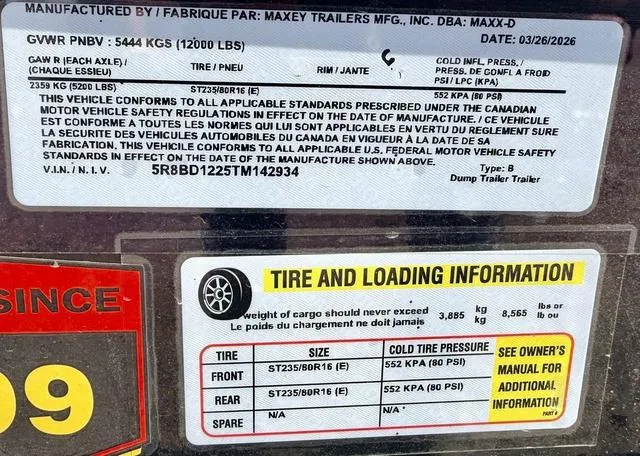 MANUFACTURED BY / FABRIQUE PAR: MAXEY TRAILERS MFG., INC. DBA: MAXX-D
GVWR PNBV : 5444 KGS (12000 LBS)
DATE: 03/26/2026
GAWR (EACH AXLE) /
(CHAQUE ESSIEU)
TIRE / PNEU
RIM / JANTE
COLD INFL. PRESS. /
PRESS. DE GONFL A FROID
PSI / LPC (KPA)
2359 KG (5200 LBS)
ST235/80R16 (E)
552 KPA (80 PSI)
THIS VEHICLE CONFORMS TO ALL APPLICABLE STANDARDS PRESCRIBED UNDER THE CANADIAN
MOTOR VEHICLE SAFETY REGULATIONS IN EFFECT ON THE DATE OF MANUFACTURE. / CE VEHICULE
EST CONFORME A TOUTES LES NORMES QUI LUI SONT APPLICABLES EN VERTU DU REGLEMENT SURE
LA SECURITE DES VEHICULES AUTOMOBILES DU CANADA EN VIGUEUR À LA DATE DE SA
FABRICATION. THIS VEHICILE CONFORMS TO ALL APPLICABLE U.S. FEDERAL MOTOR VEHICLE SAFETY
STANDARDS IN EFFECT ON THE DATE OF THE MANUFACTURE SHOWN ABOVE.
V.I.N. / N.I.V.
5R8BD1225TM142934
Type: B
Dump Trailer Trailer
SINCE
09
TIRE AND LOADING INFORMATION
weight of cargo should never exceed
Le poids du chargement ne doit jamais
3,885
kg
kg
8,565
lbs or
lb ou
TIRE
SIZE
COLD TIRE PRESSURE
FRONT
ST235/80R16 (E)
552 KPA (80 PSI)
REAR
ST235/80R16 (E)
552 KPA (80 PSI)
SPARE
N/A
N/A
SEE OWNER'S
MANUAL FOR
ADDITIONAL
INFORMATION